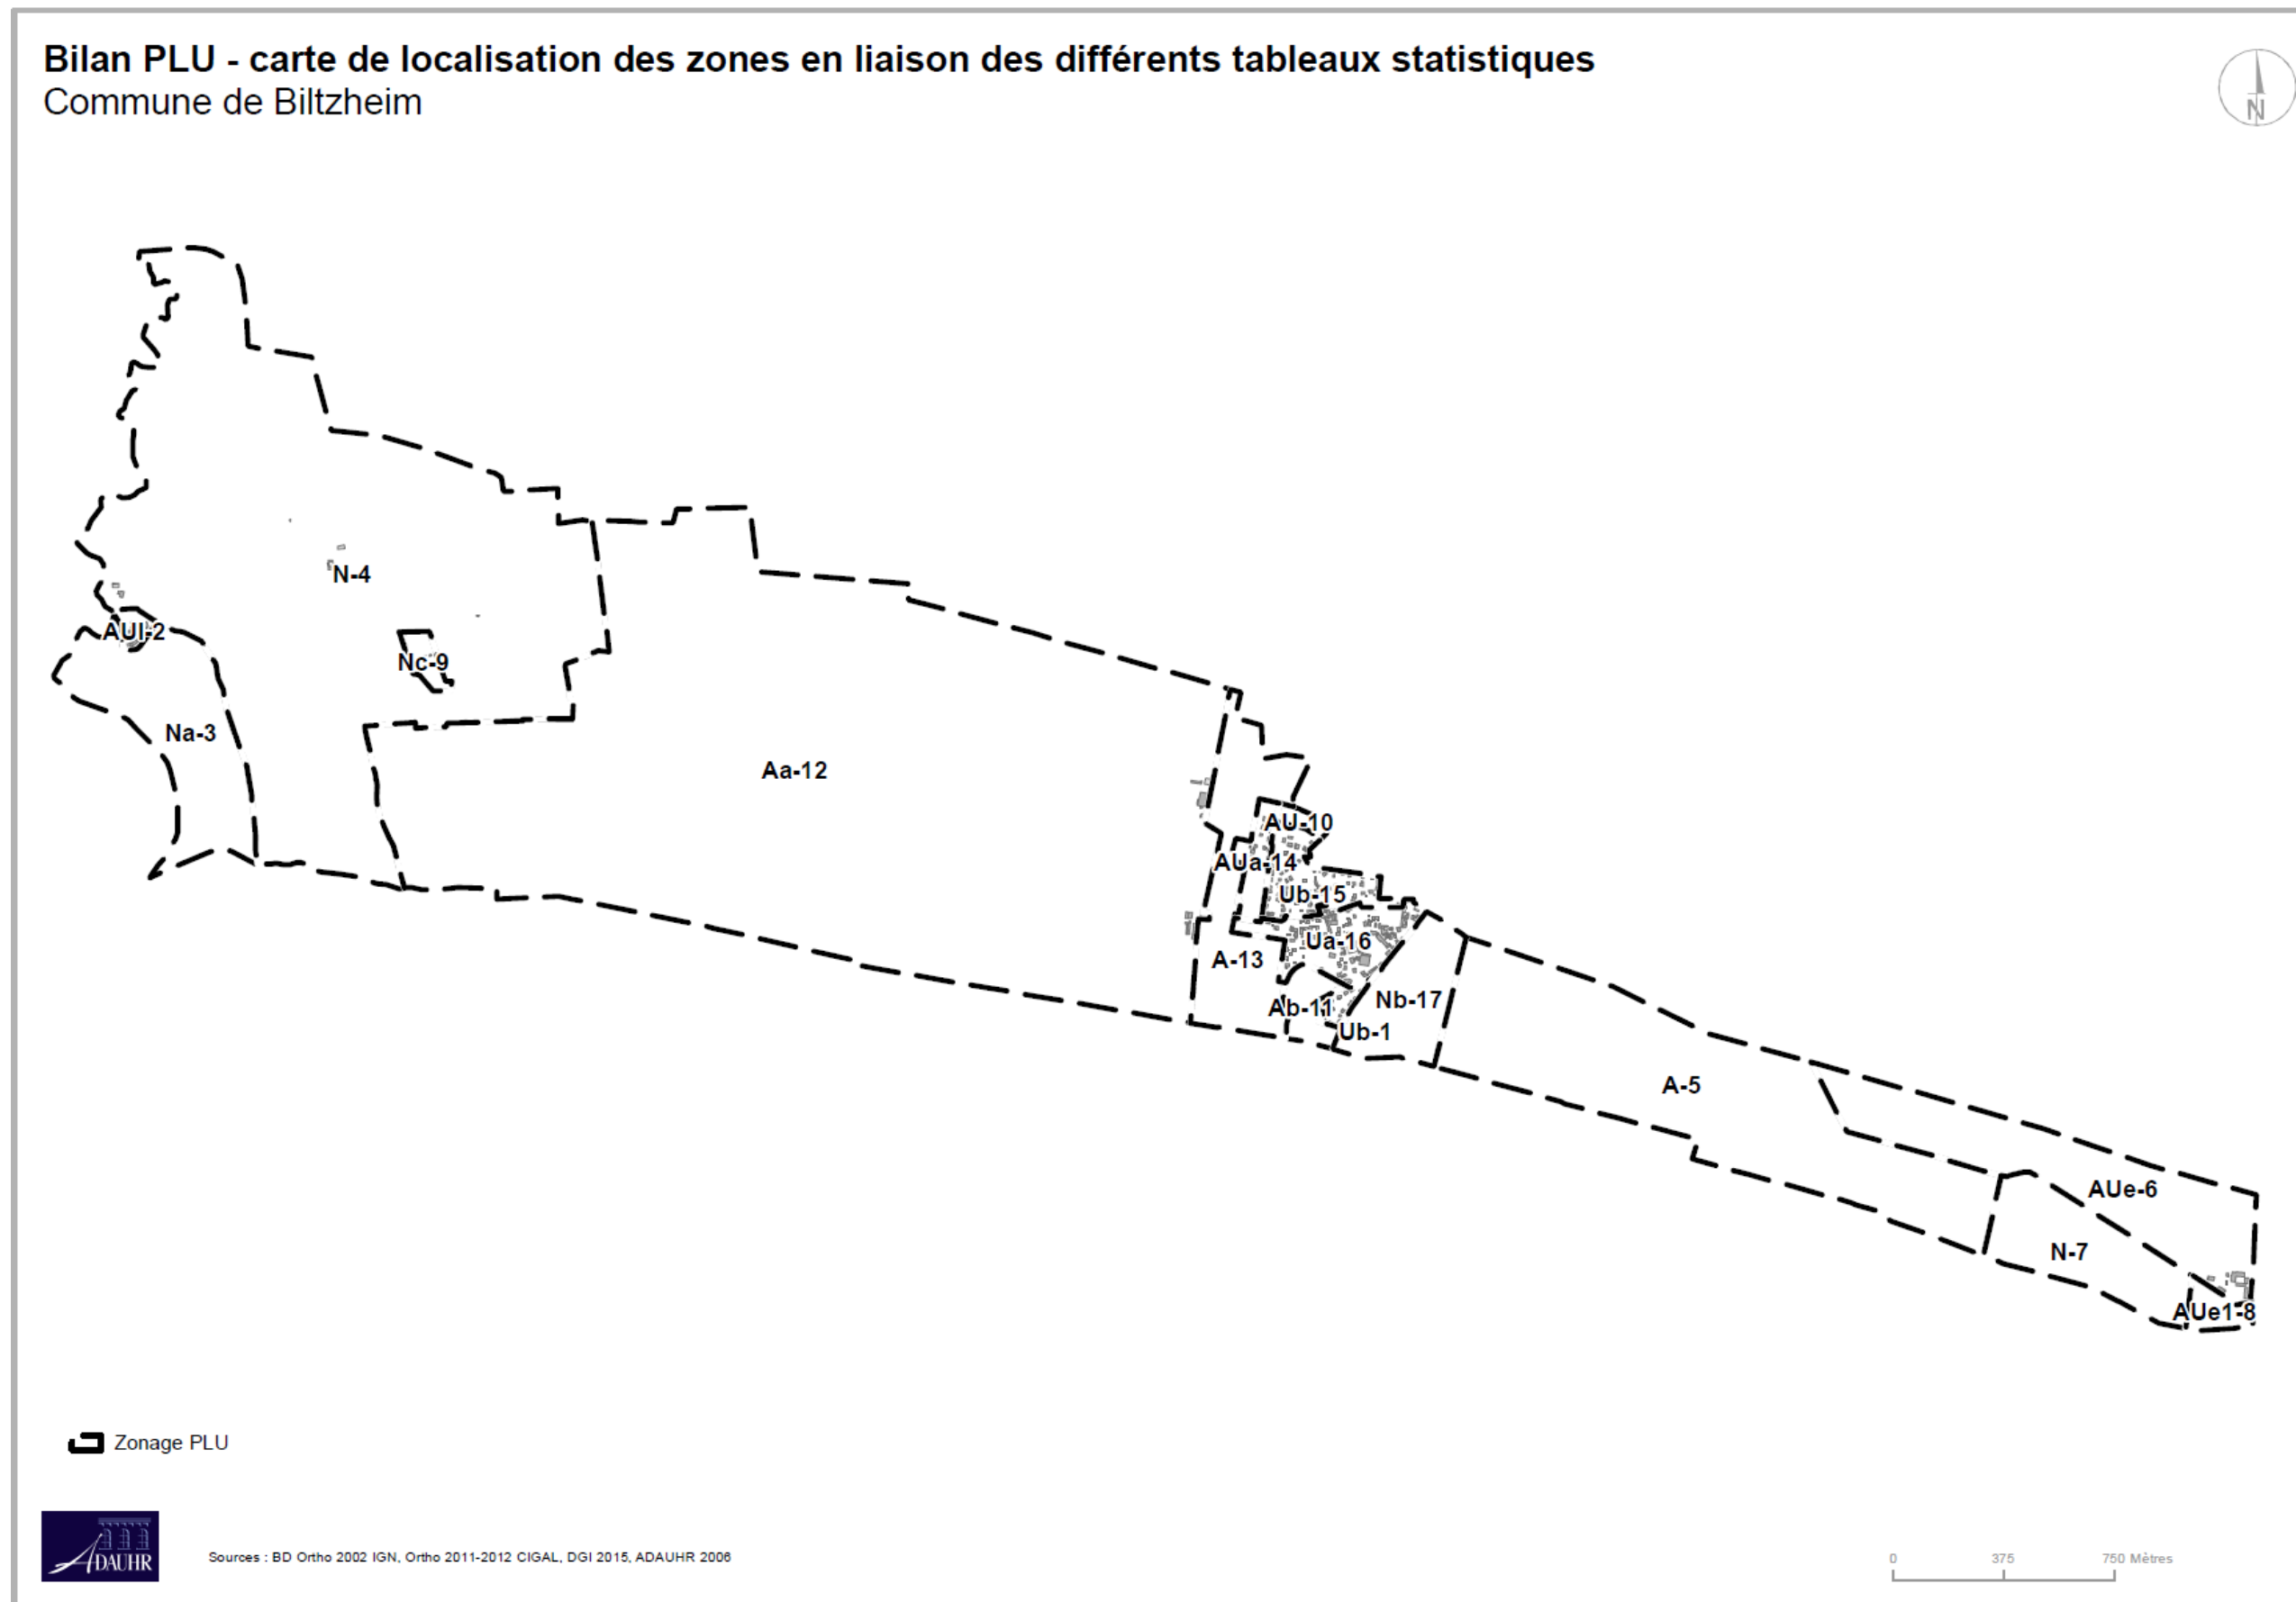 Bilan PLU - carte de localisation des zones en liaison des différents tableaux statistiques
Commune de Biltzheim
N
N-4
AUl-2
Nc-9
Na-3
Aa-12
AU-10
AUa-14
Ub-15
Ua-16
A-13
Nb-17
Ab-11
Ub-1
A-5
AUe-6
N-7
AUe1-8
Zonage PLU
ADAUHR
Sources : BD Ortho 2002 IGN, Ortho 2011-2012 CIGAL, DGI 2015, ADAUHR 2006
0 375 750 Mètres